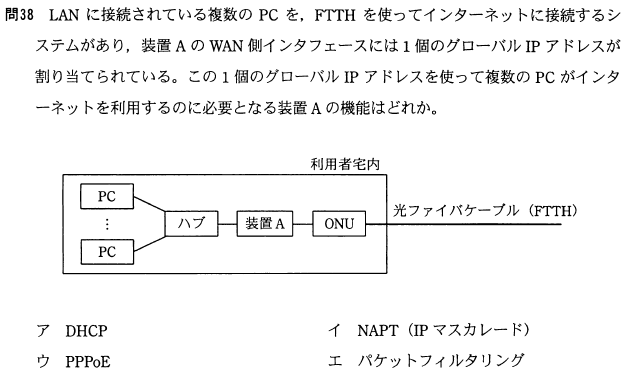 問38 LAN に接続されている複数の PC を，FTTH を使ってインターネットに接続するシ
ステムがあり，装置 A の WAN 側インタフェースには 1 個のグローバル IP アドレスが
割り当てられている。この 1 個のグローバル IP アドレスを使って複数の PC がインタ
ーネットを利用するのに必要となる装置 A の機能はどれか。
利用者宅内
PC
⋮
PC
ハブ
装置 A
ONU
光ファイバケーブル（FTTH）
ア DHCP
イ NAPT（IP マスカレード）
ウ PPPoE
エ パケットフィルタリング